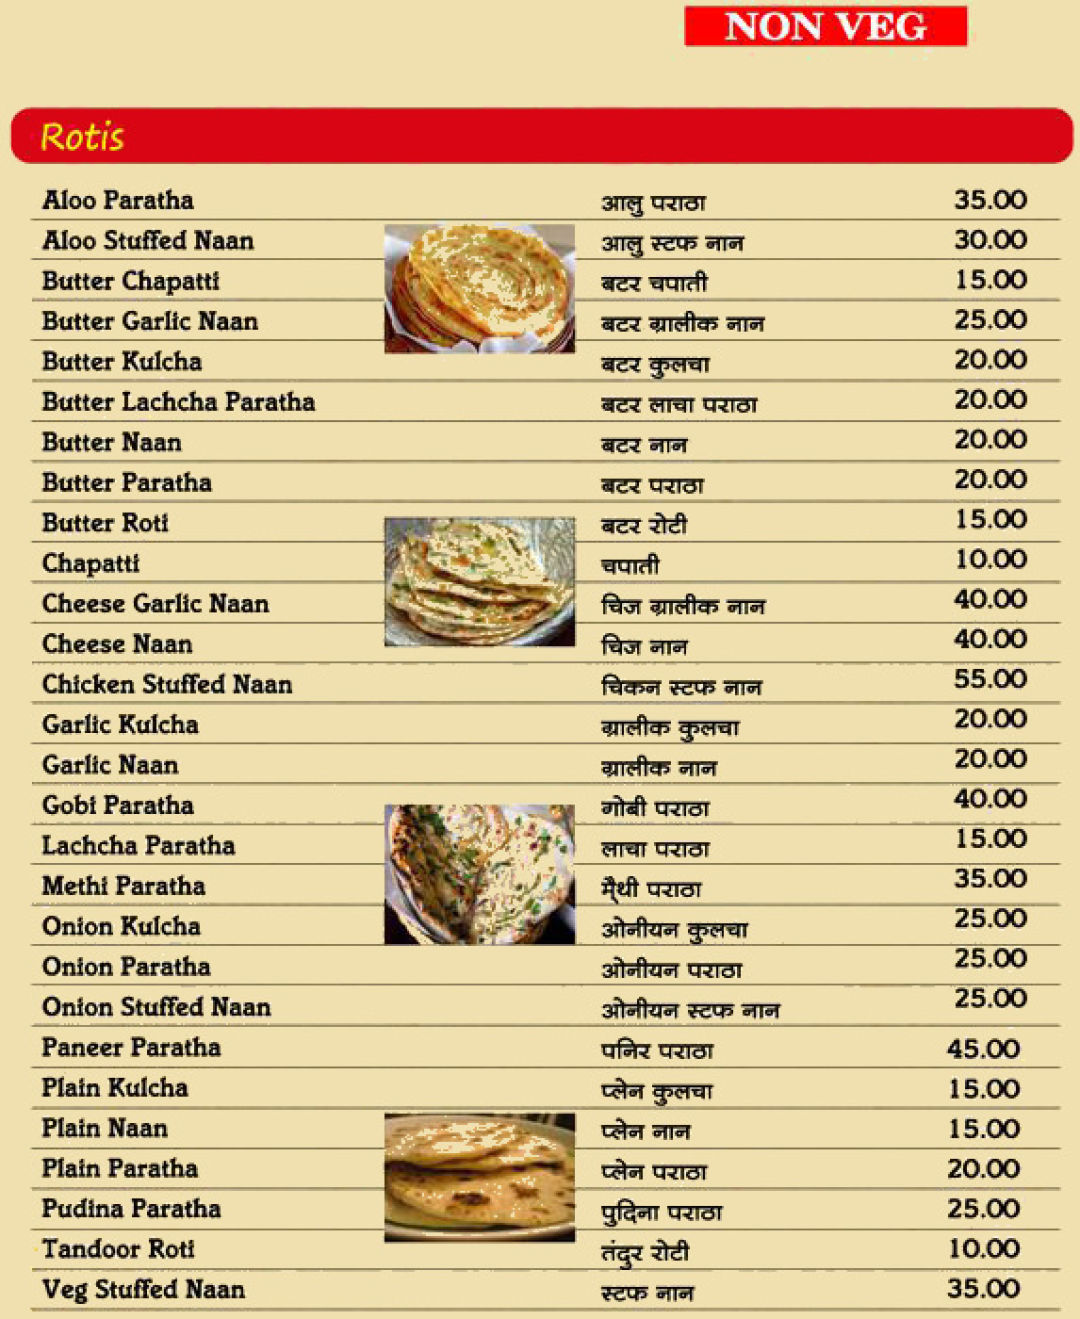 NON VEG
Rotis
Aloo Paratha आलु पराठा 35.00
Aloo Stuffed Naan आलु स्टफ नान 30.00
Butter Chapatti बटर चपाती 15.00
Butter Garlic Naan बटर ग्रालीक नान 25.00
Butter Kulcha बटर कुलचा 20.00
Butter Lachcha Paratha बटर लाचा पराठा 20.00
Butter Naan बटर नान 20.00
Butter Paratha बटर पराठा 20.00
Butter Roti बटर रोटी 15.00
Chapatti चपाती 10.00
Cheese Garlic Naan चिज ग्रालीक नान 40.00
Cheese Naan चिज नान 40.00
Chicken Stuffed Naan चिकन स्टफ नान 55.00
Garlic Kulcha ग्रालीक कुलचा 20.00
Garlic Naan ग्रालीक नान 20.00
Gobi Paratha गोबी पराठा 40.00
Lachcha Paratha लाचा पराठा 15.00
Methi Paratha मै्थी पराठा 35.00
Onion Kulcha ओनीयन कुलचा 25.00
Onion Paratha ओनीयन पराठा 25.00
Onion Stuffed Naan ओनीयन स्टफ नान 25.00
Paneer Paratha पनिर पराठा 45.00
Plain Kulcha प्लेन कुलचा 15.00
Plain Naan प्लेन नान 15.00
Plain Paratha प्लेन पराठा 20.00
Pudina Paratha पुदिना पराठा 25.00
Tandoor Roti तंदुर रोटी 10.00
Veg Stuffed Naan स्टफ नान 35.00